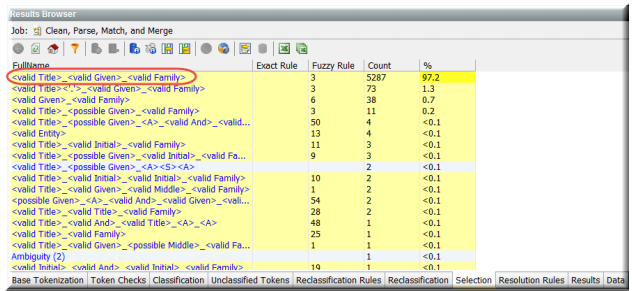 Results Browser
Job: Clean, Parse, Match, and Merge
FullName Exact Rule Fuzzy Rule Count %
<valid Title>_<valid Given>_<valid Family> 3 5287 97.2
<valid Title><'.'>_<valid Given>_<valid Family> 3 73 1.3
<valid Given>_<valid Family> 6 38 0.7
<valid Title>_<possible Given>_<valid Family> 3 11 0.2
<valid Title>_<possible Given>_<A>_<valid And>_<valid... 50 4 <0.1
<valid Entity> 13 4 <0.1
<valid Title>_<valid Initial>_<valid Family> 11 3 <0.1
<valid Title>_<possible Given>_<valid Initial>_<valid Fa... 9 3 <0.1
<valid Title>_<possible Given>_<A><S><A> 2 <0.1
<valid Title>_<valid Initial>_<valid Initial>_<valid Family> 10 2 <0.1
<valid Title>_<valid Given>_<valid Middle>_<valid Family> 1 2 <0.1
<possible Given>_<A>_<valid And>_<valid Given>_<vali... 54 2 <0.1
<valid Title>_<valid Title>_<valid Family> 28 2 <0.1
<valid Title>_<valid And>_<valid Title>_<A>_<A> 48 1 <0.1
<valid Title>_<valid Family> 25 1 <0.1
<valid Title>_<valid Given>_<possible Middle>_<valid Fa... 1 1 <0.1
Ambiguity (2) 1 <0.1
<valid Initial>_<valid And>_<valid Initial>_<valid Family> 19 1 <0.1
Base Tokenization Token Checks Classification Unclassified Tokens Reclassification Rules Reclassification Selection Resolution Rules Results Data